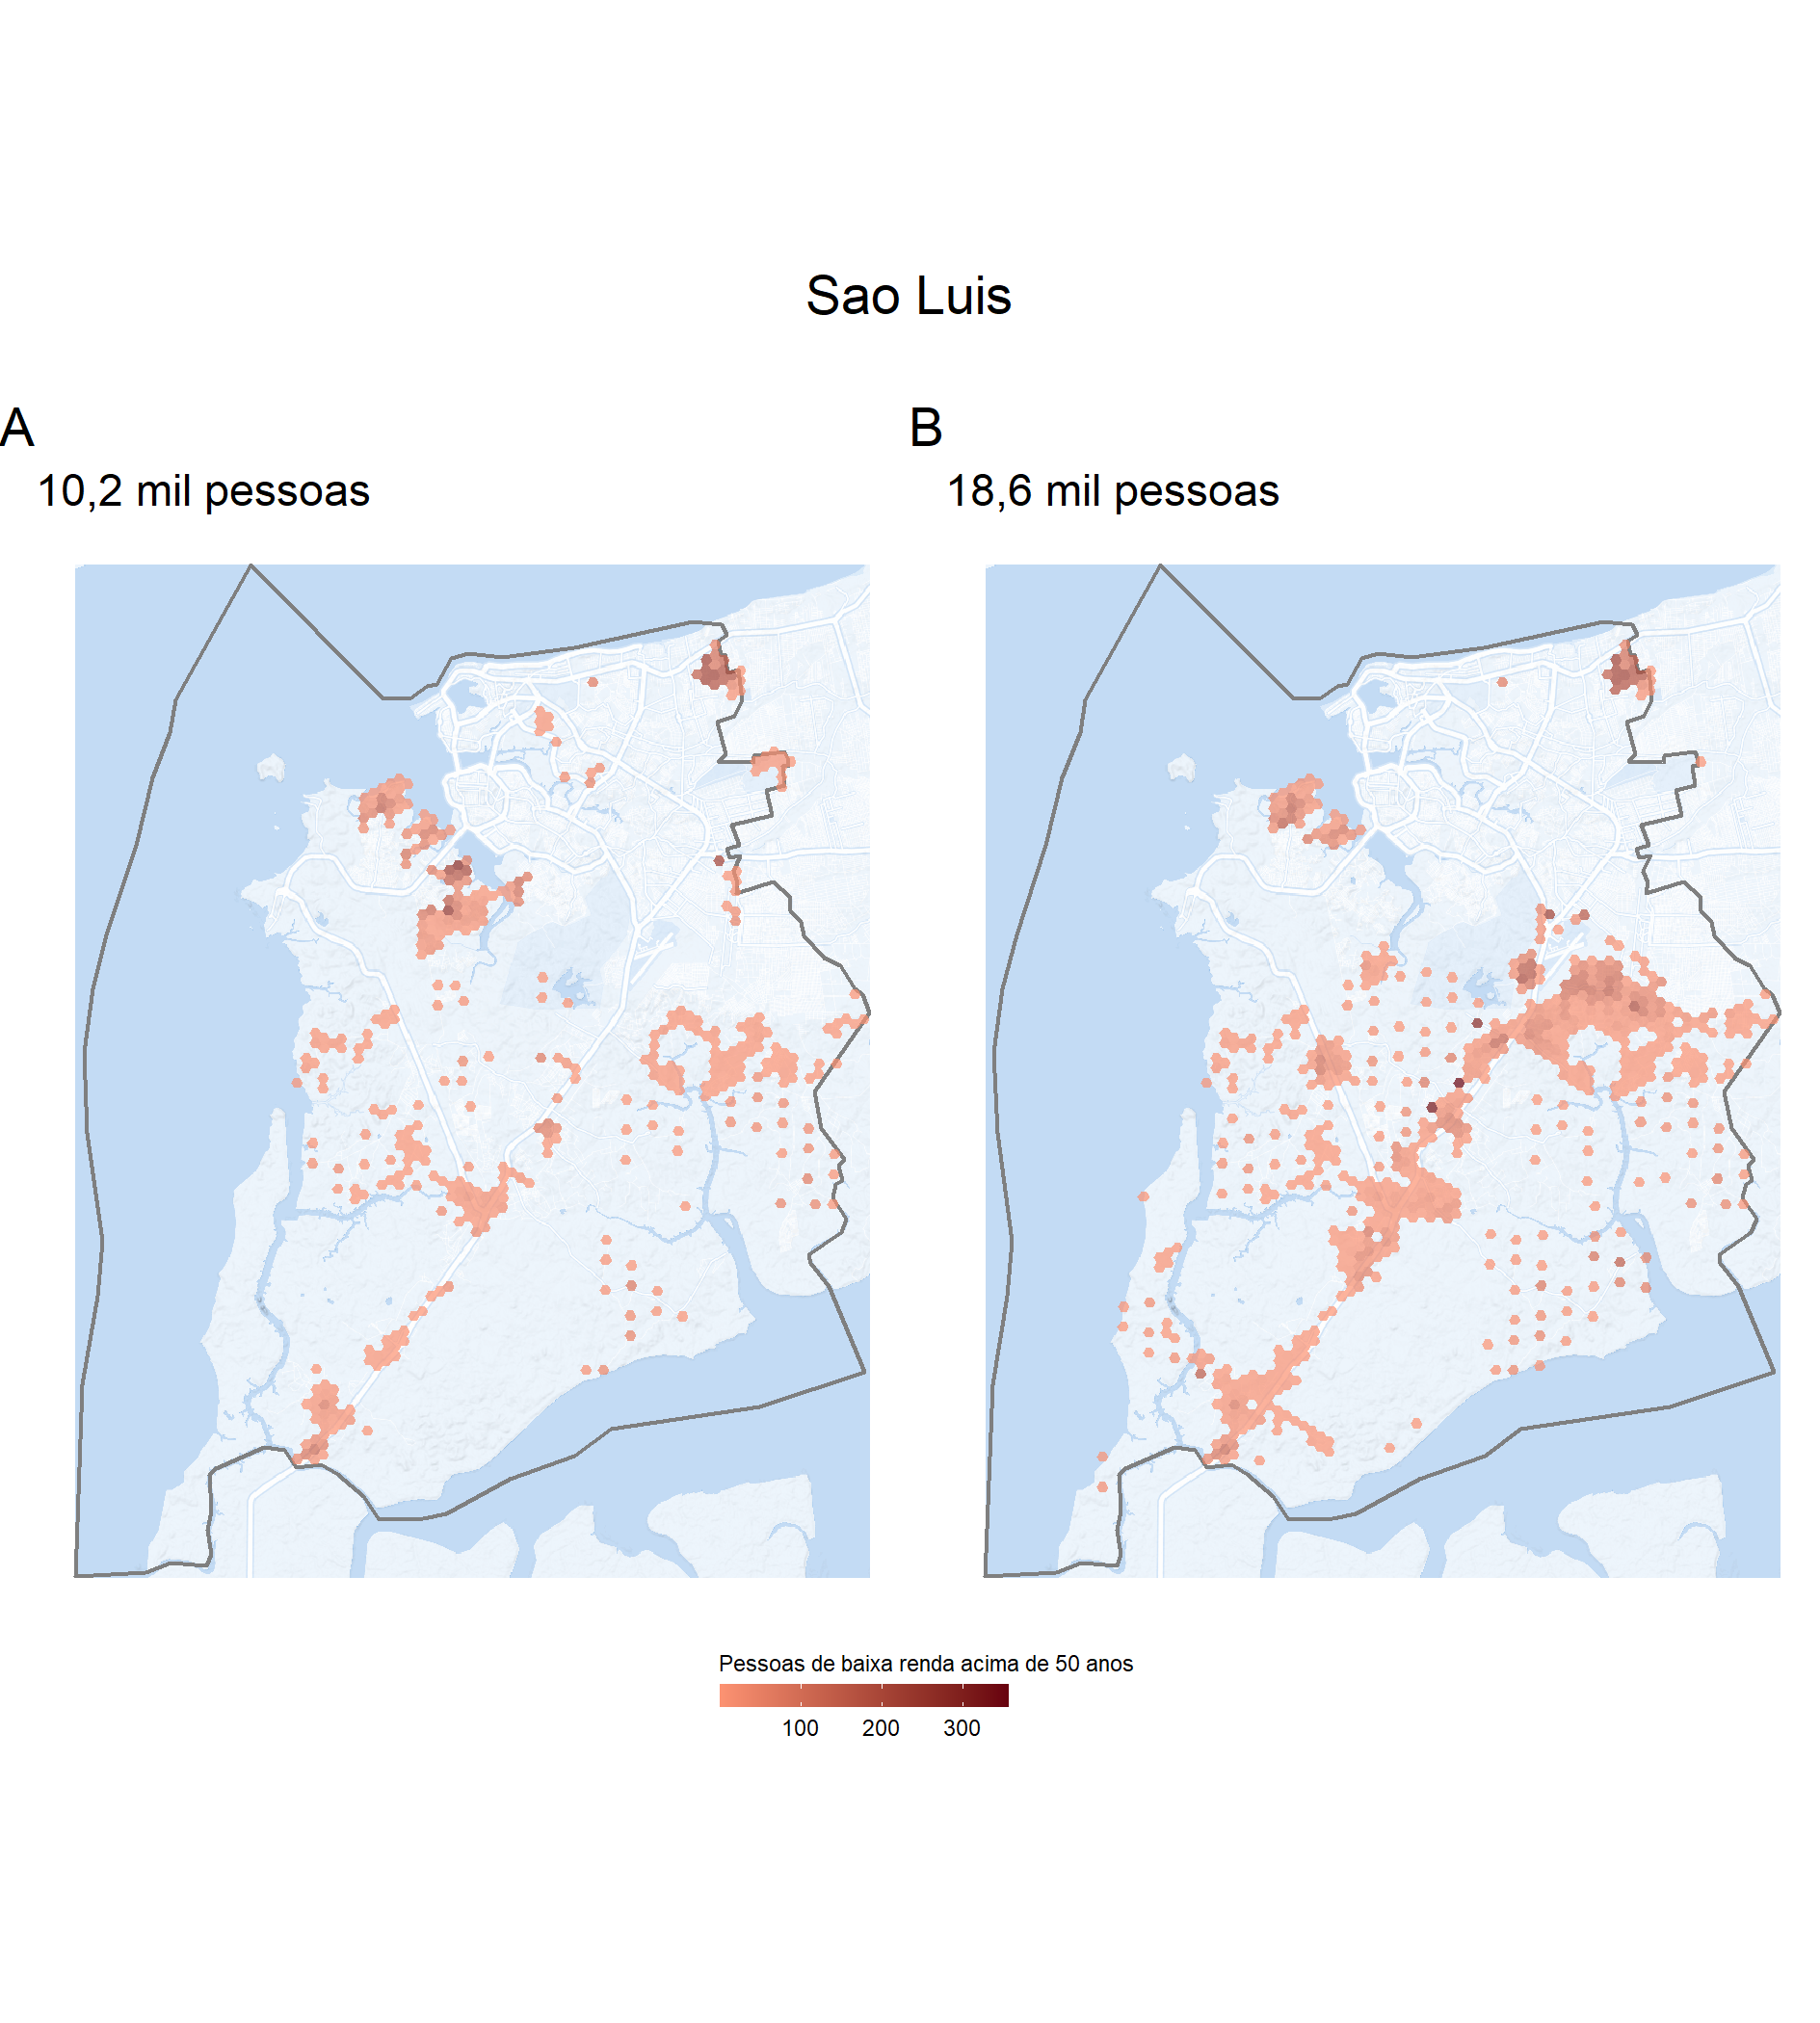 Sao Luis
A
10,2 mil pessoas
B
18,6 mil pessoas
Pessoas de baixa renda acima de 50 anos
100 200 300